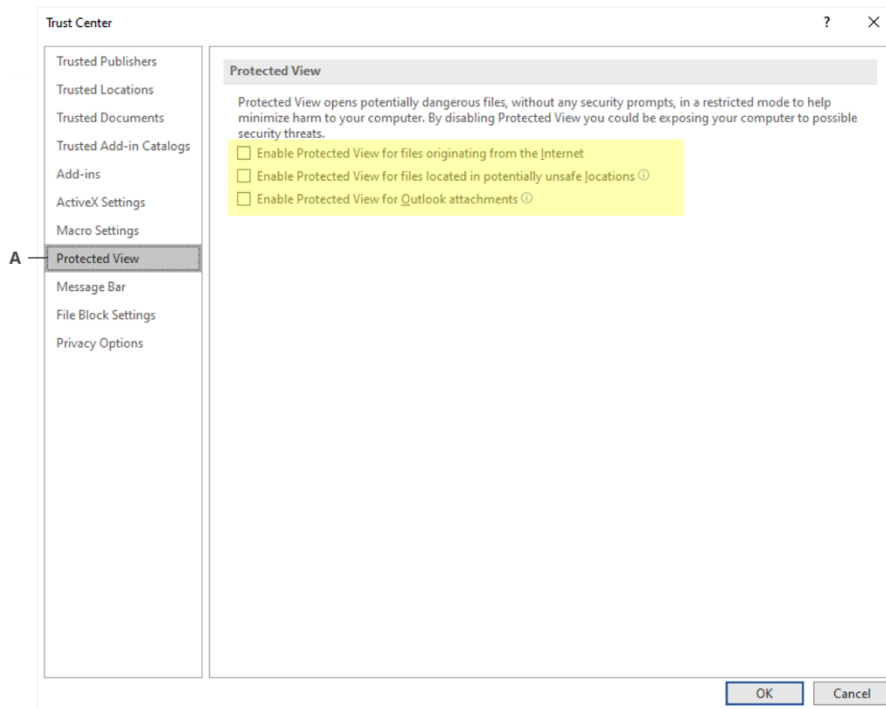 Trust Center
?
Trusted Publishers
Trusted Locations
Trusted Documents
Trusted Add-in Catalogs
Add-ins
ActiveX Settings
Macro Settings
A
Protected View
Message Bar
File Block Settings
Privacy Options
Protected View
Protected View opens potentially dangerous files, without any security prompts, in a restricted mode to help
minimize harm to your computer. By disabling Protected View you could be exposing your computer to possible
security threats.
Enable Protected View for files originating from the Internet
Enable Protected View for files located in potentially unsafe locations
Enable Protected View for Outlook attachments
OK
Cancel